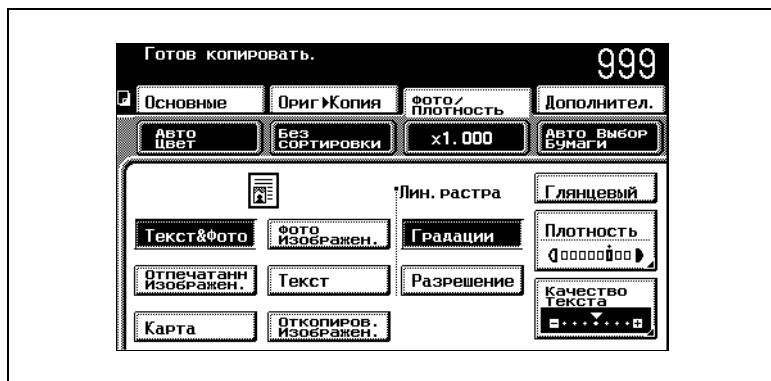 Готов копировать.
999
Основные
Ориг▶Копия
Фото/
Плотность
Дополнител.
Авто
Цвет
Без
сортировки
x1.000
Авто Выбор
Бумаги
Лин. растра
Глянцевый
Текст&Фото
Фото
Изображен.
Градации
Плотность
Отпечатанн
Изображен.
Текст
Разрешение
Качество
Текста
Карта
Откопиров.
Изображен.